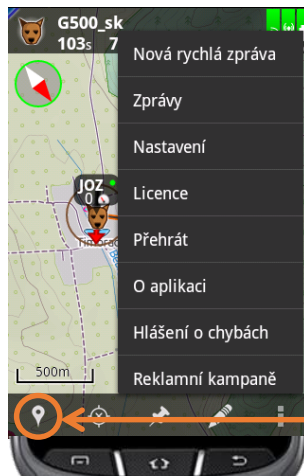 G500_sk
103s 7
Nová rychlá zpráva
Zprávy
Nastavení
Licence
Přehrát
O aplikaci
Hlášení o chybách
Reklamní kampaně
JOZ
0
500m